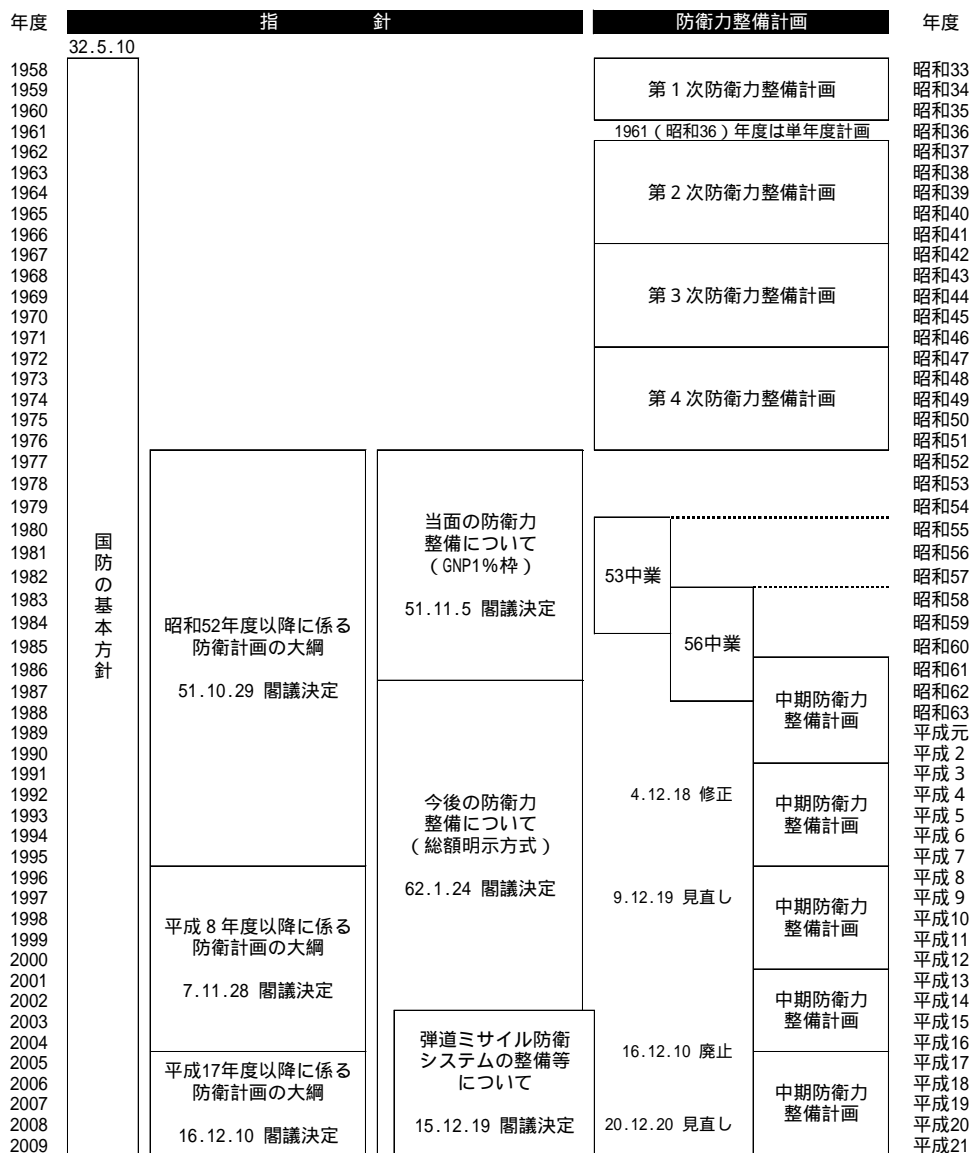 年度 指針 防衛力整備計画 年度
32.5.10
1958 昭和33
1959 第１次防衛力整備計画 昭和34
1960 昭和35
1961 1961（昭和36）年度は単年度計画 昭和36
1962 昭和37
1963 昭和38
1964 第２次防衛力整備計画 昭和39
1965 昭和40
1966 昭和41
1967 昭和42
1968 昭和43
1969 第３次防衛力整備計画 昭和44
1970 昭和45
1971 昭和46
1972 昭和47
1973 昭和48
1974 第４次防衛力整備計画 昭和49
1975 昭和50
1976 昭和51
1977 昭和52
1978 昭和53
1979 昭和54
1980 昭和55
1981 昭和56
1982 昭和57
1983 昭和58
1984 昭和59
1985 昭和60
1986 昭和61
1987 昭和62
1988 昭和63
1989 平成元
1990 平成２
1991 平成３
1992 平成４
1993 平成５
1994 平成６
1995 平成７
1996 平成８
1997 平成９
1998 平成10
1999 平成11
2000 平成12
2001 平成13
2002 平成14
2003 平成15
2004 平成16
2005 平成17
2006 平成18
2007 平成19
2008 平成20
2009 平成21
国防の基本方針
昭和52年度以降に係る
防衛計画の大綱
51.10.29 閣議決定
平成８年度以降に係る
防衛計画の大綱
7.11.28 閣議決定
平成17年度以降に係る
防衛計画の大綱
16.12.10 閣議決定
当面の防衛力
整備について
（GNP1％枠）
51.11.5 閣議決定
今後の防衛力
整備について
（総額明示方式）
62.1.24 閣議決定
弾道ミサイル防衛
システムの整備等
について
15.12.19 閣議決定
53中業
56中業
中期防衛力
整備計画
4.12.18 修正
中期防衛力
整備計画
9.12.19 見直し
中期防衛力
整備計画
中期防衛力
整備計画
16.12.10 廃止
中期防衛力
整備計画
20.12.20 見直し